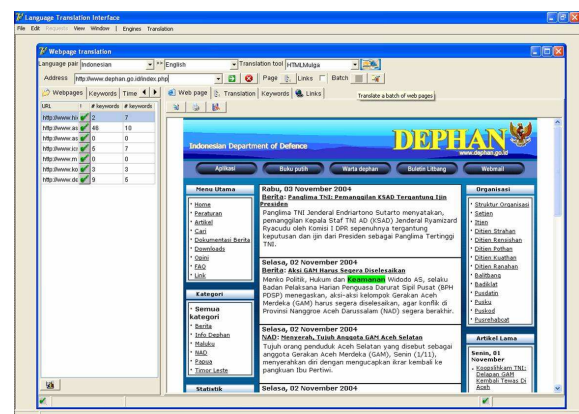 Language Translation Interface
File Edit Requests View Window | Engines Translation
Webpage translation
Language pair Indonesian >> English Translation tool HTMLMulga
Address http://www.dephan.go.id/index.php Page Links Batch
Translate a batch of web pages
Webpages Keywords Time
Web page Translation Keywords Links
URL ! # keywords # keywords
http://www.hiv 2 7
http://www.as 48 10
http://www.as 0 0
http://www.icr 5 7
http://www.m 0 0
http://www.ko 3 3
http://www.de 9 5
Indonesian Department of Defence
DEPHAN
www.dephan.go.id
Aplikasi Buku putih Warta dephan Buletin Litbang Webmail
Menu Utama
Home
Peraturan
Artikel
Cari
Dokumentasi Berita
Downloads
Opini
FAQ
Link
Kategori
Semua
kategori
Berita
Info Dephan
Maluku
NAD
Papua
Timor Leste
Statistik
Rabu, 03 November 2004
Berita: Panglima TNI: Pemanggilan KSAD Tergantung Ijin
Presiden
Panglima TNI Jenderal Endriartono Sutarto menyatakan,
pemanggilan Kepala Staf TNI AD (KSAD) Jenderal Ryamizard
Ryacudu oleh Komisi I DPR sepenuhnya tergantung
keputusan dan ijin dari Presiden sebagai Panglima Tertinggi
TNI.
Selasa, 02 November 2004
Berita: Aksi GAM Harus Segera Diselesaikan
Menko Politik, Hukum dan Keamanan Widodo AS, selaku
Badan Pelaksana Harian Penguasa Darurat Sipil Pusat (BPH
PDSP) menegaskan, aksi-aksi kelompok Gerakan Aceh
Merdeka (GAM) harus segera diselesaikan, agar konflik di
Provinsi Nanggroe Aceh Darussalam (NAD) segera berakhir.
Selasa, 02 November 2004
NAD: Menyerah, Tujuh Anggota GAM Aceh Selatan
Tujuh orang penduduk Aceh Selatan yang disebut sebagai
anggota Gerakan Aceh Merdeka (GAM), Senin (1/11),
menyerahkan diri dengan mengucapkan ikrar kembali ke
pangkuan Ibu Pertiwi.
Selasa, 02 November 2004
Organisasi
Struktur Organisasi
Setjen
Itjen
Ditjen Strahan
Ditjen Renstrahan
Ditjen Pothan
Ditjen Kuathan
Ditjen Ranahan
Balitbang
Badiklat
Pusdatin
Pusku
Puskod
Pusrehabcat
Artikel Lama
Senin, 01
November
Koopslihkam TNI:
Delapan GAM
Kembali Tewas Di
Aceh